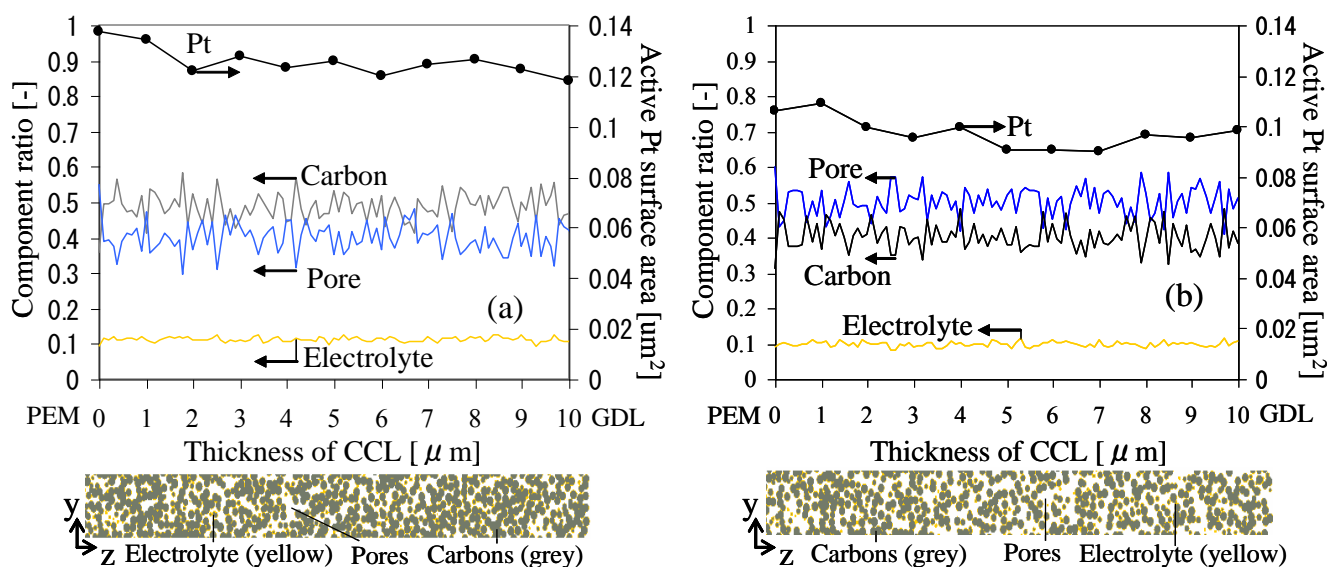 1
0.9
0.8
0.7
0.6
0.5
0.4
0.3
0.2
0.1
0
Component ratio [-]
0.14
0.12
0.1
0.08
0.06
0.04
0.02
0
Active Pt surface area [um²]
Pt
Carbon
Pore
(a)
Electrolyte
0 1 2 3 4 5 6 7 8 9 10
PEM
GDL
Thickness of CCL [ μ m]
y
z
Electrolyte (yellow)
Pores
Carbons (grey)
1
0.9
0.8
0.7
0.6
0.5
0.4
0.3
0.2
0.1
0
Component ratio [-]
0.14
0.12
0.1
0.08
0.06
0.04
0.02
0
Active Pt surface area [um²]
Pt
Pore
Carbon
(b)
Electrolyte
0 1 2 3 4 5 6 7 8 9 10
PEM
GDL
Thickness of CCL [ μ m]
y
z
Carbons (grey)
Pores
Electrolyte (yellow)